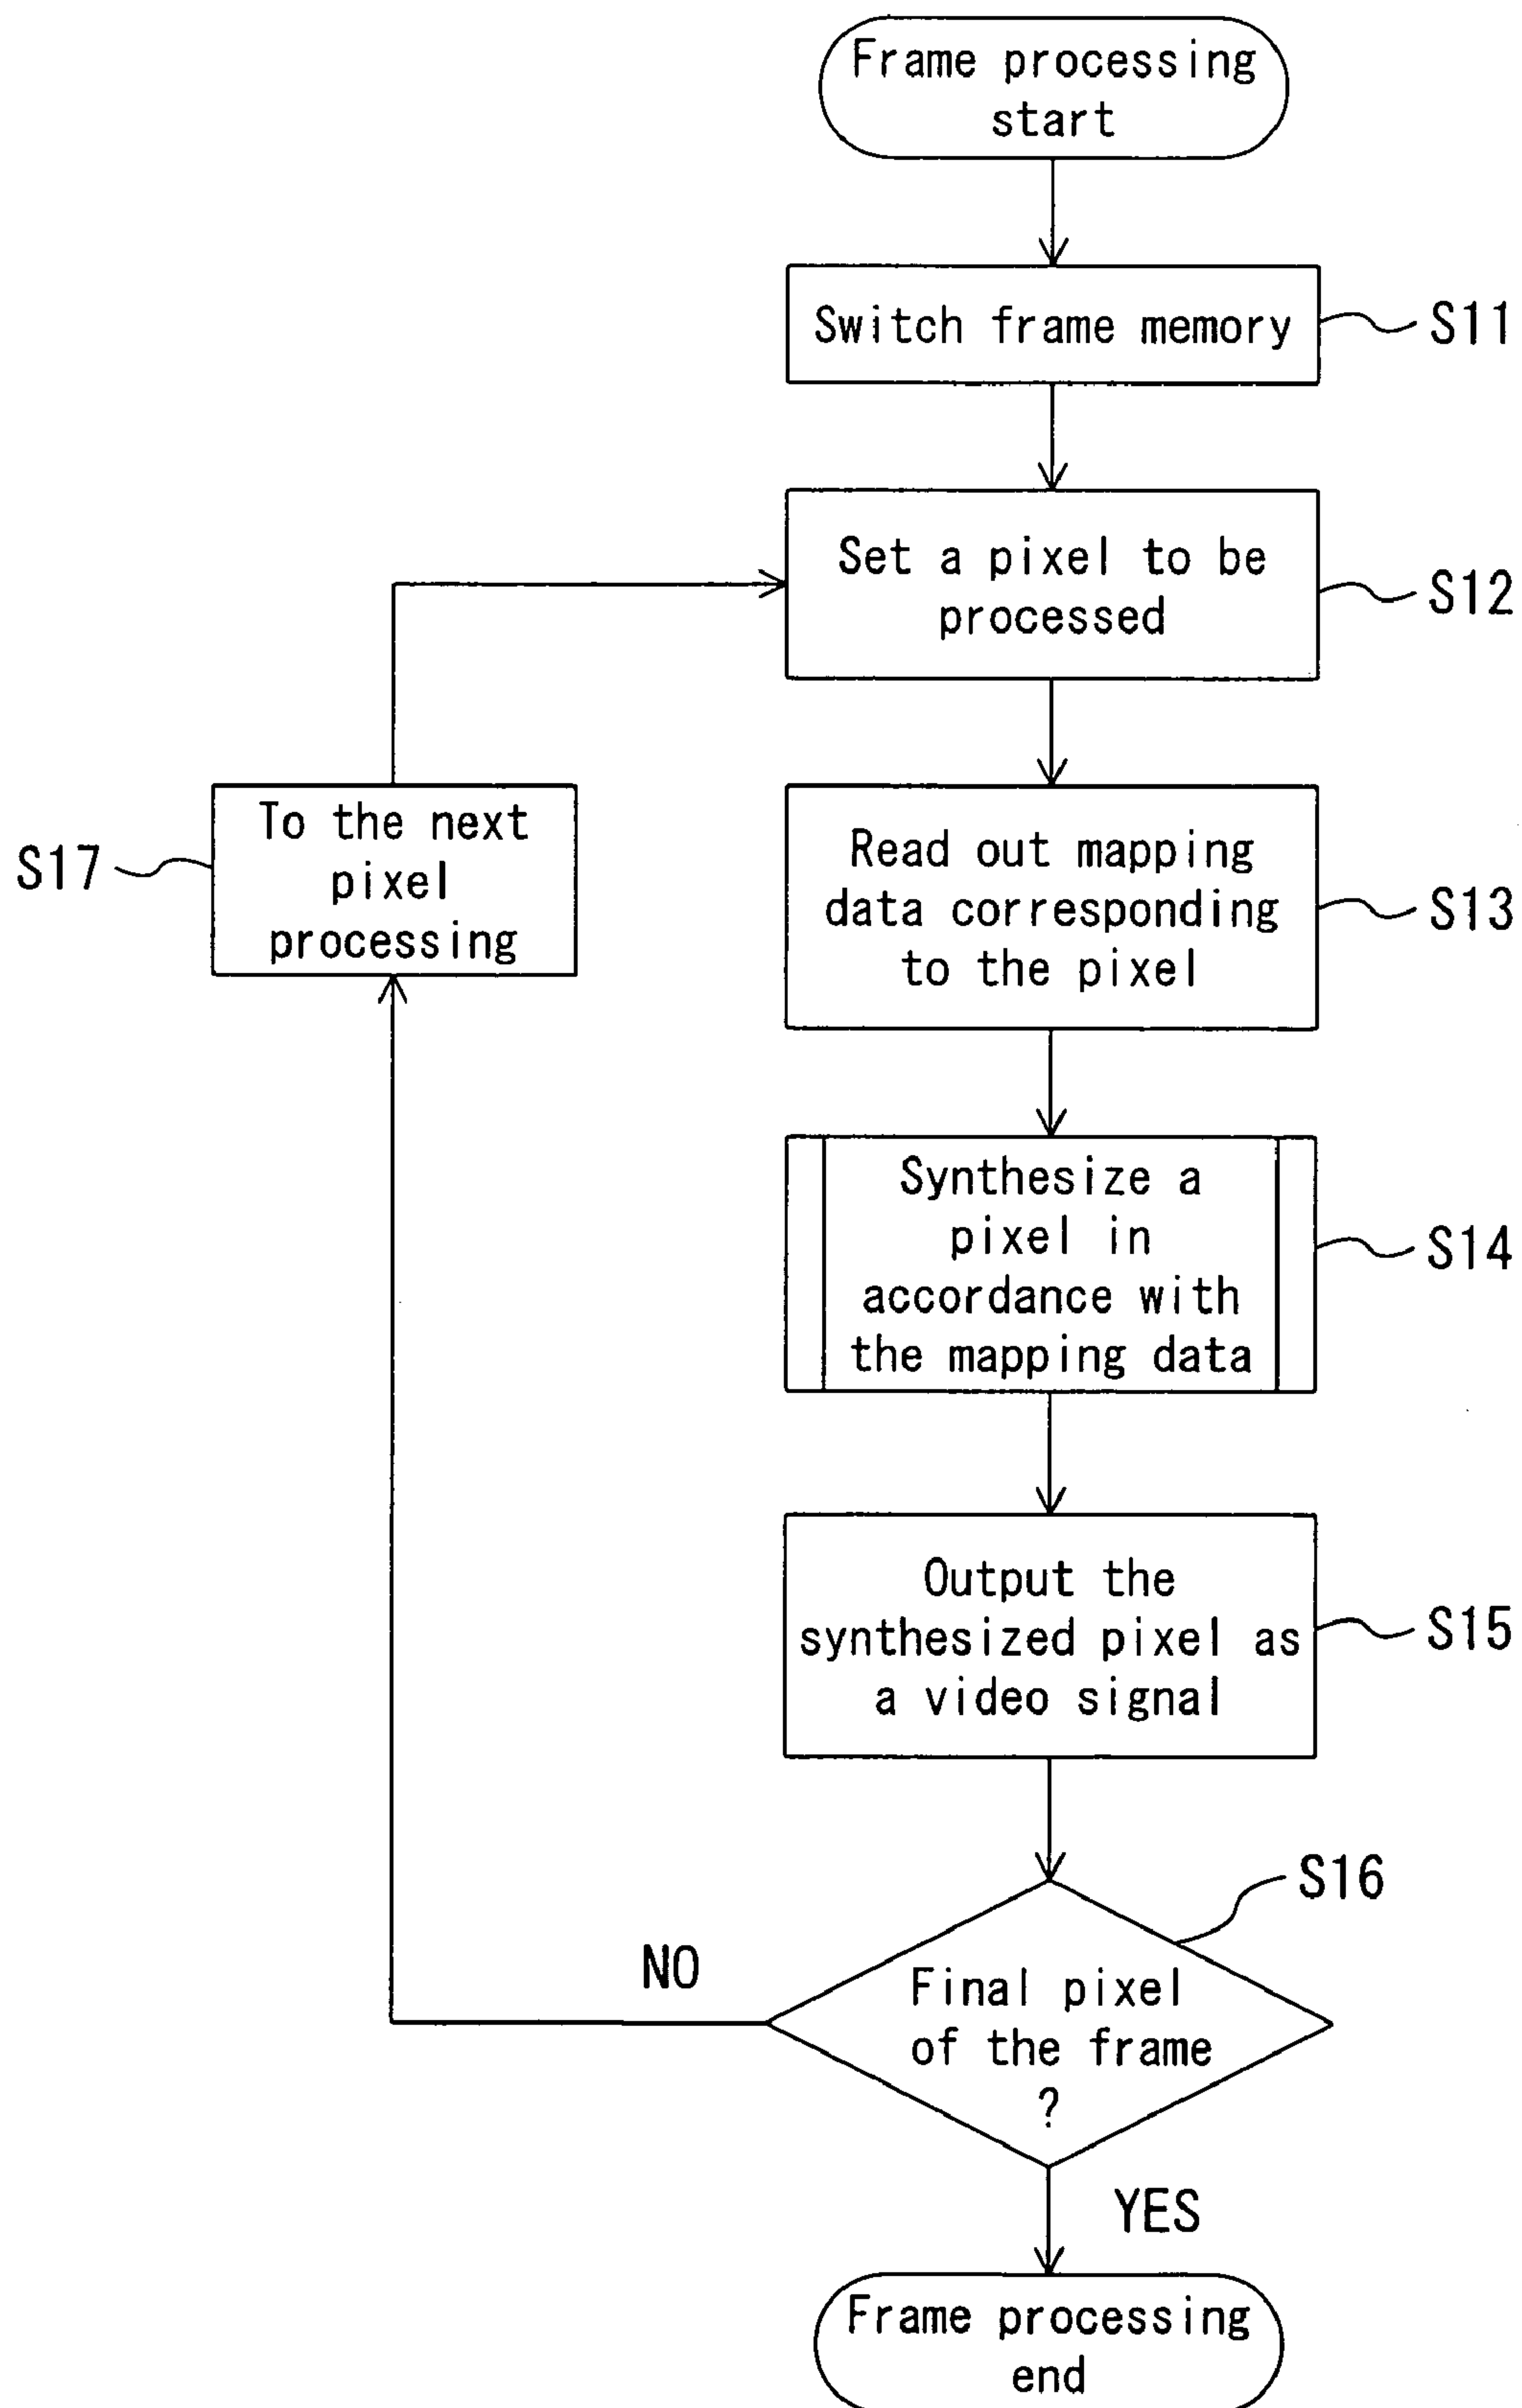 Frame processing
start
Switch frame memory
S11
Set a pixel to be
processed
S12
To the next
pixel
processing
S17
Read out mapping
data corresponding
to the pixel
S13
Synthesize a
pixel in
accordance with
the mapping data
S14
Output the
synthesized pixel as
a video signal
S15
S16
NO
Final pixel
of the frame
?
YES
Frame processing
end